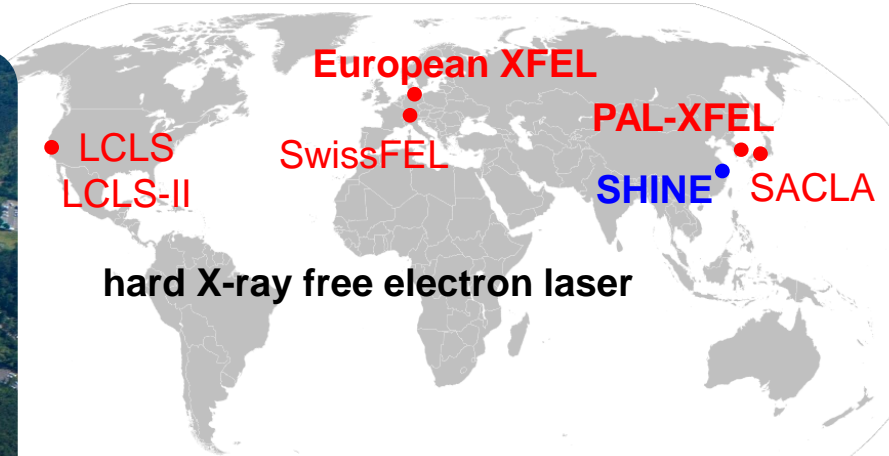 European XFEL
PAL-XFEL
LCLS
SwissFEL
LCLS-II
SHINE
SACLA
hard X-ray free electron laser